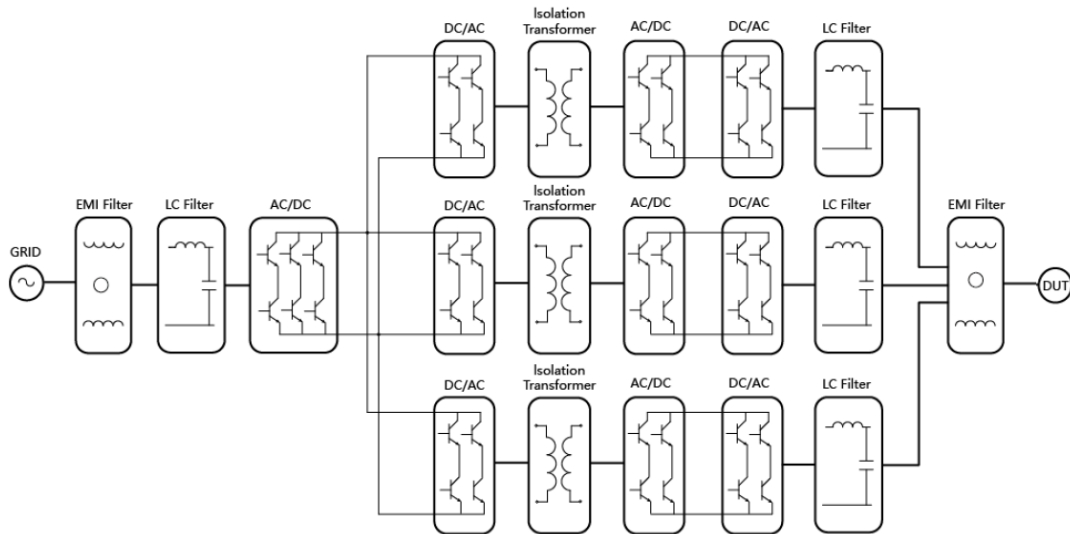 DC/AC
Isolation
Transformer
AC/DC
DC/AC
LC Filter
EMI Filter
LC Filter
AC/DC
DC/AC
Isolation
Transformer
AC/DC
DC/AC
LC Filter
EMI Filter
GRID
DUT
DC/AC
Isolation
Transformer
AC/DC
DC/AC
LC Filter